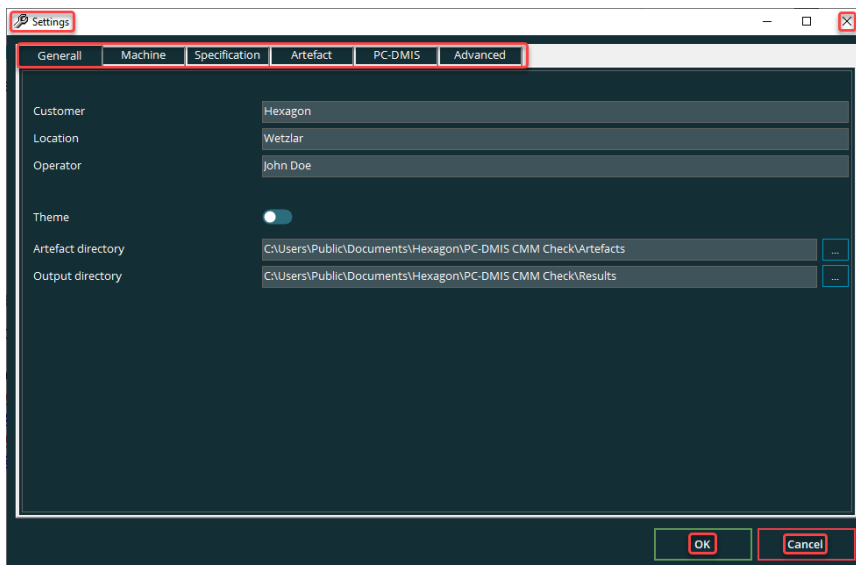 Settings
Generall Machine Specification Artefact PC-DMIS Advanced
Customer Hexagon
Location Wetzlar
Operator John Doe
Theme
Artefact directory C:\Users\Public\Documents\Hexagon\PC-DMIS CMM Check\Artefacts ...
Output directory C:\Users\Public\Documents\Hexagon\PC-DMIS CMM Check\Results ...
OK Cancel